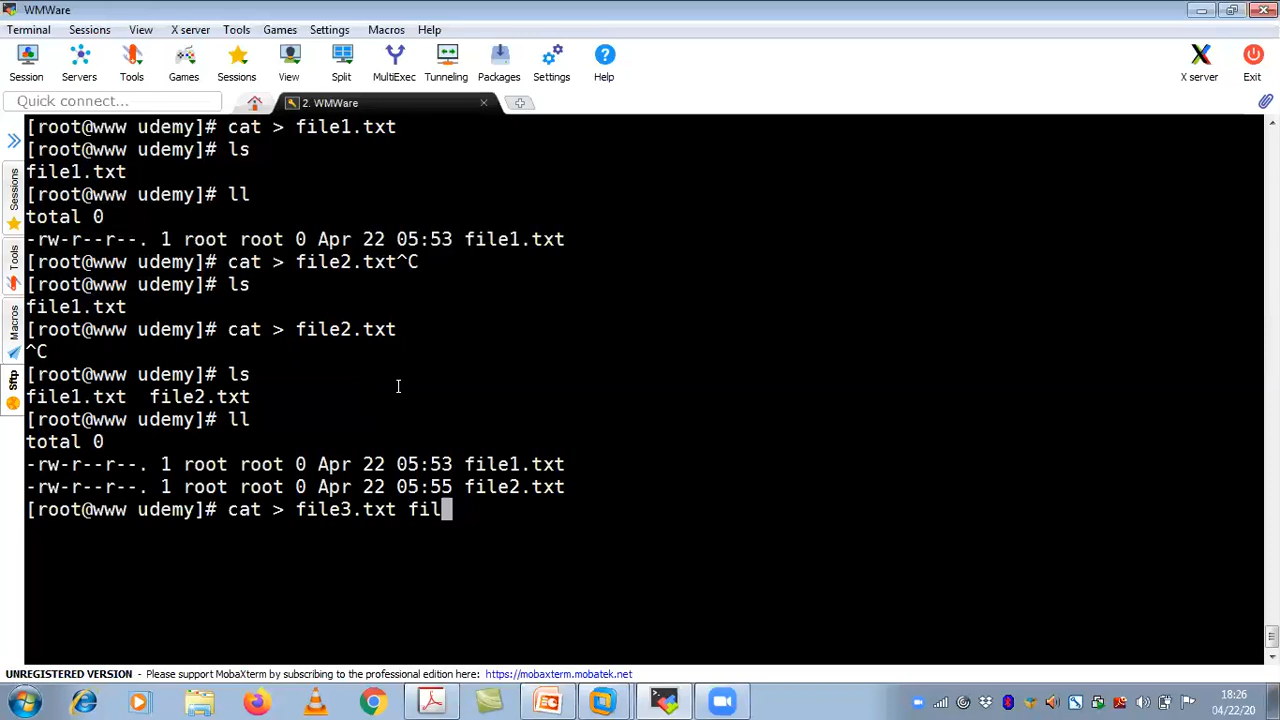 WMWare
Terminal Sessions View X server Tools Games Settings Macros Help
Session Servers Tools Games Sessions View Split MultiExec Tunneling Packages Settings Help X server Exit
Quick connect...
2. WMWare
Sessions
Tools
Macros
Sftp
[root@www udemy]# cat > file1.txt
[root@www udemy]# ls
file1.txt
[root@www udemy]# ll
total 0
-rw-r--r--. 1 root root 0 Apr 22 05:53 file1.txt
[root@www udemy]# cat > file2.txt^C
[root@www udemy]# ls
file1.txt
[root@www udemy]# cat > file2.txt
^C
[root@www udemy]# ls
file1.txt  file2.txt
[root@www udemy]# ll
total 0
-rw-r--r--. 1 root root 0 Apr 22 05:53 file1.txt
-rw-r--r--. 1 root root 0 Apr 22 05:55 file2.txt
[root@www udemy]# cat > file3.txt fil
UNREGISTERED VERSION - Please support MobaXterm by subscribing to the professional edition here: https://mobaxterm.mobatek.net
18:26
04/22/20